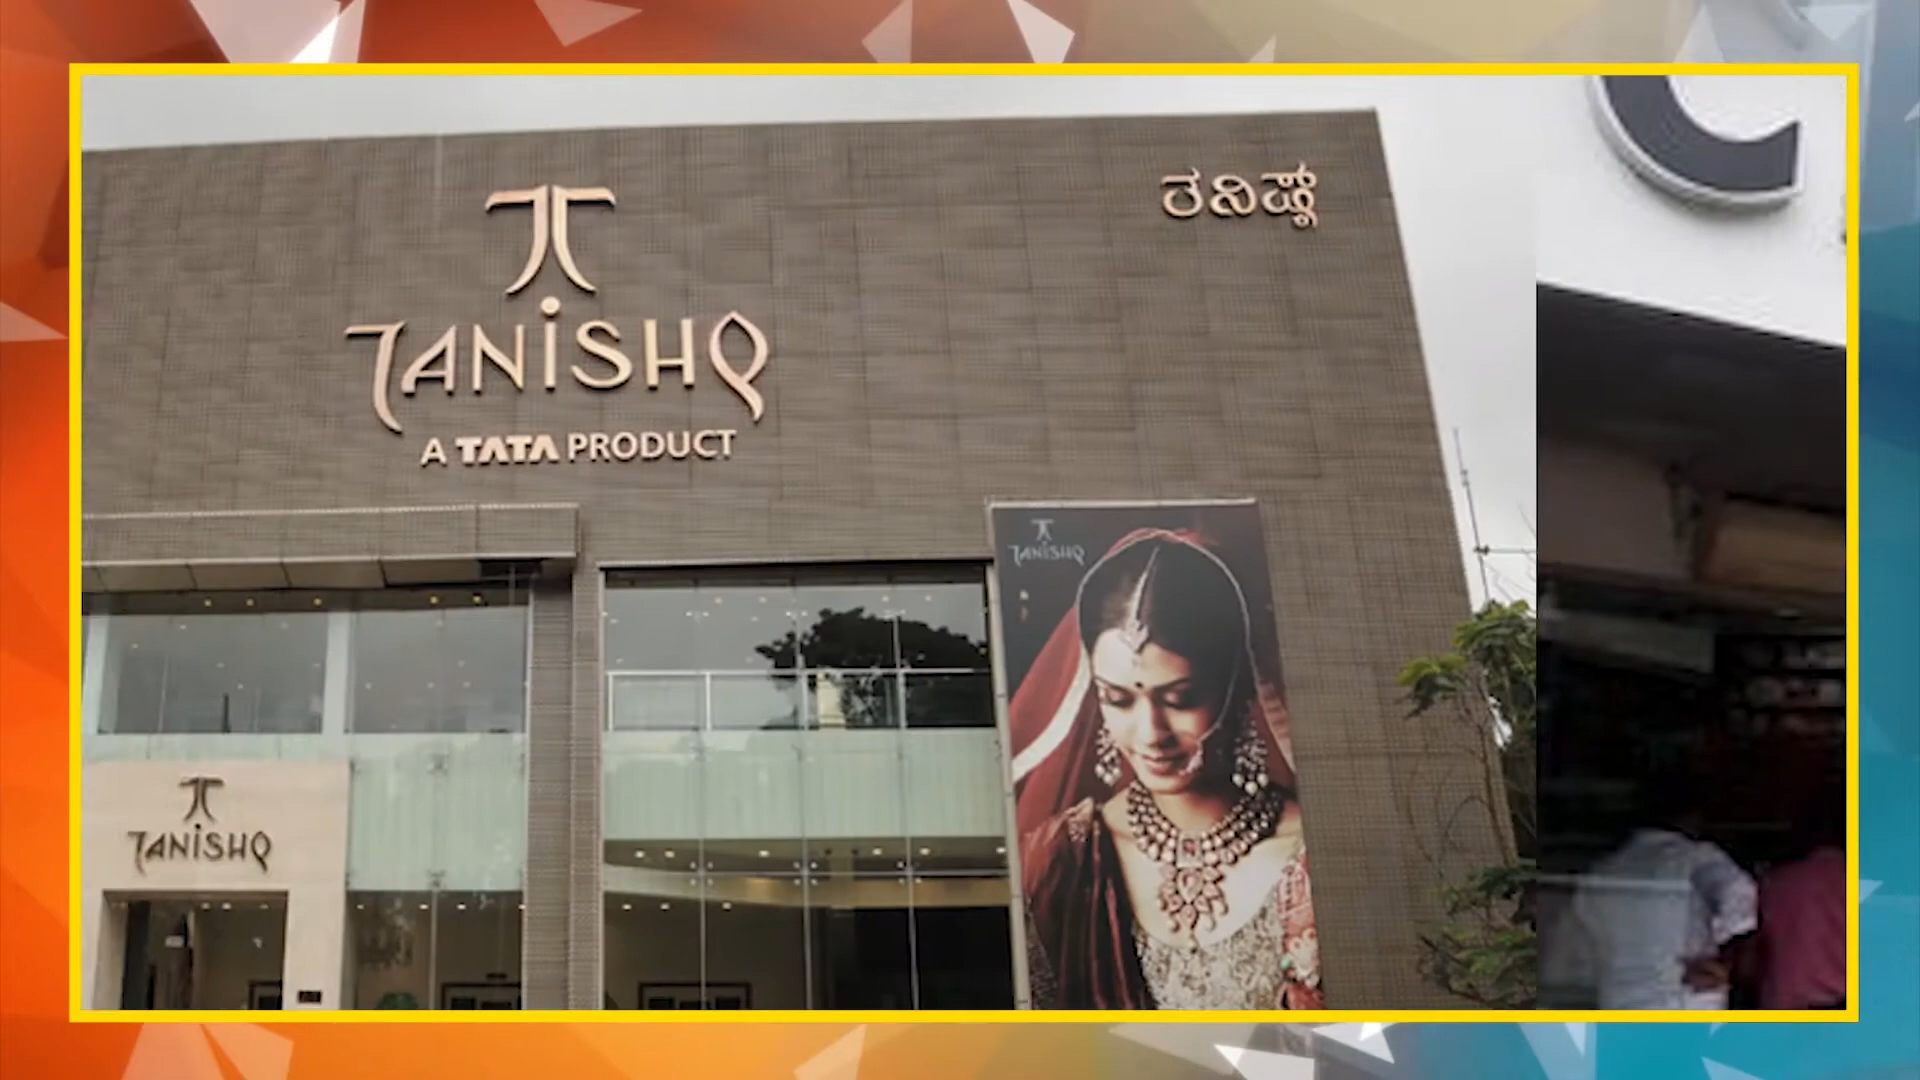 ತನಿಷ್ಕ್
TANiSHQ
A TATA PRODUCT
TANiSHQ
TANiSHQ